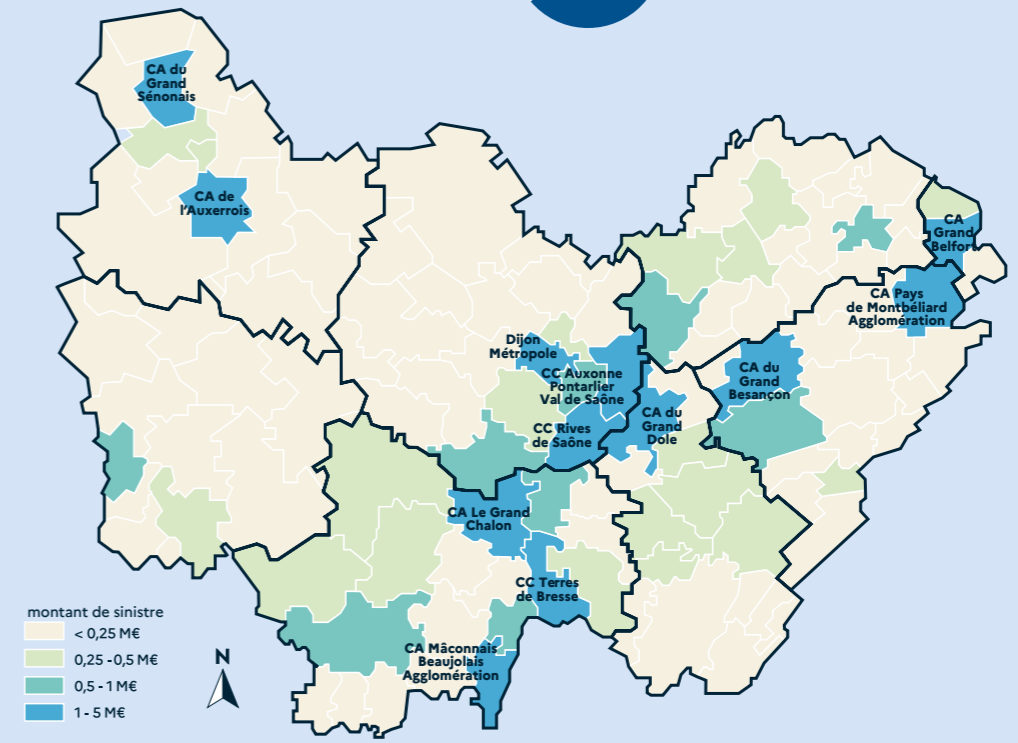 CA du
Grand
Sénonais
CA de
l'Auxerrois
CA
Grand
Belfort
CA Pays
de Montbéliard
Agglomération
Dijon
Métropole
CC Auxonne
Pontarlier
Val de Saône
CA du
Grand
Besançon
CC Rives
de Saône
CA du
Grand
Dole
CA Le Grand
Chalon
CC Terres
de Bresse
CA Mâconnais
Beaujolais
Agglomération
montant de sinistre
< 0,25 M€
0,25 -0,5 M€
0,5 - 1 M€
1 - 5 M€
N